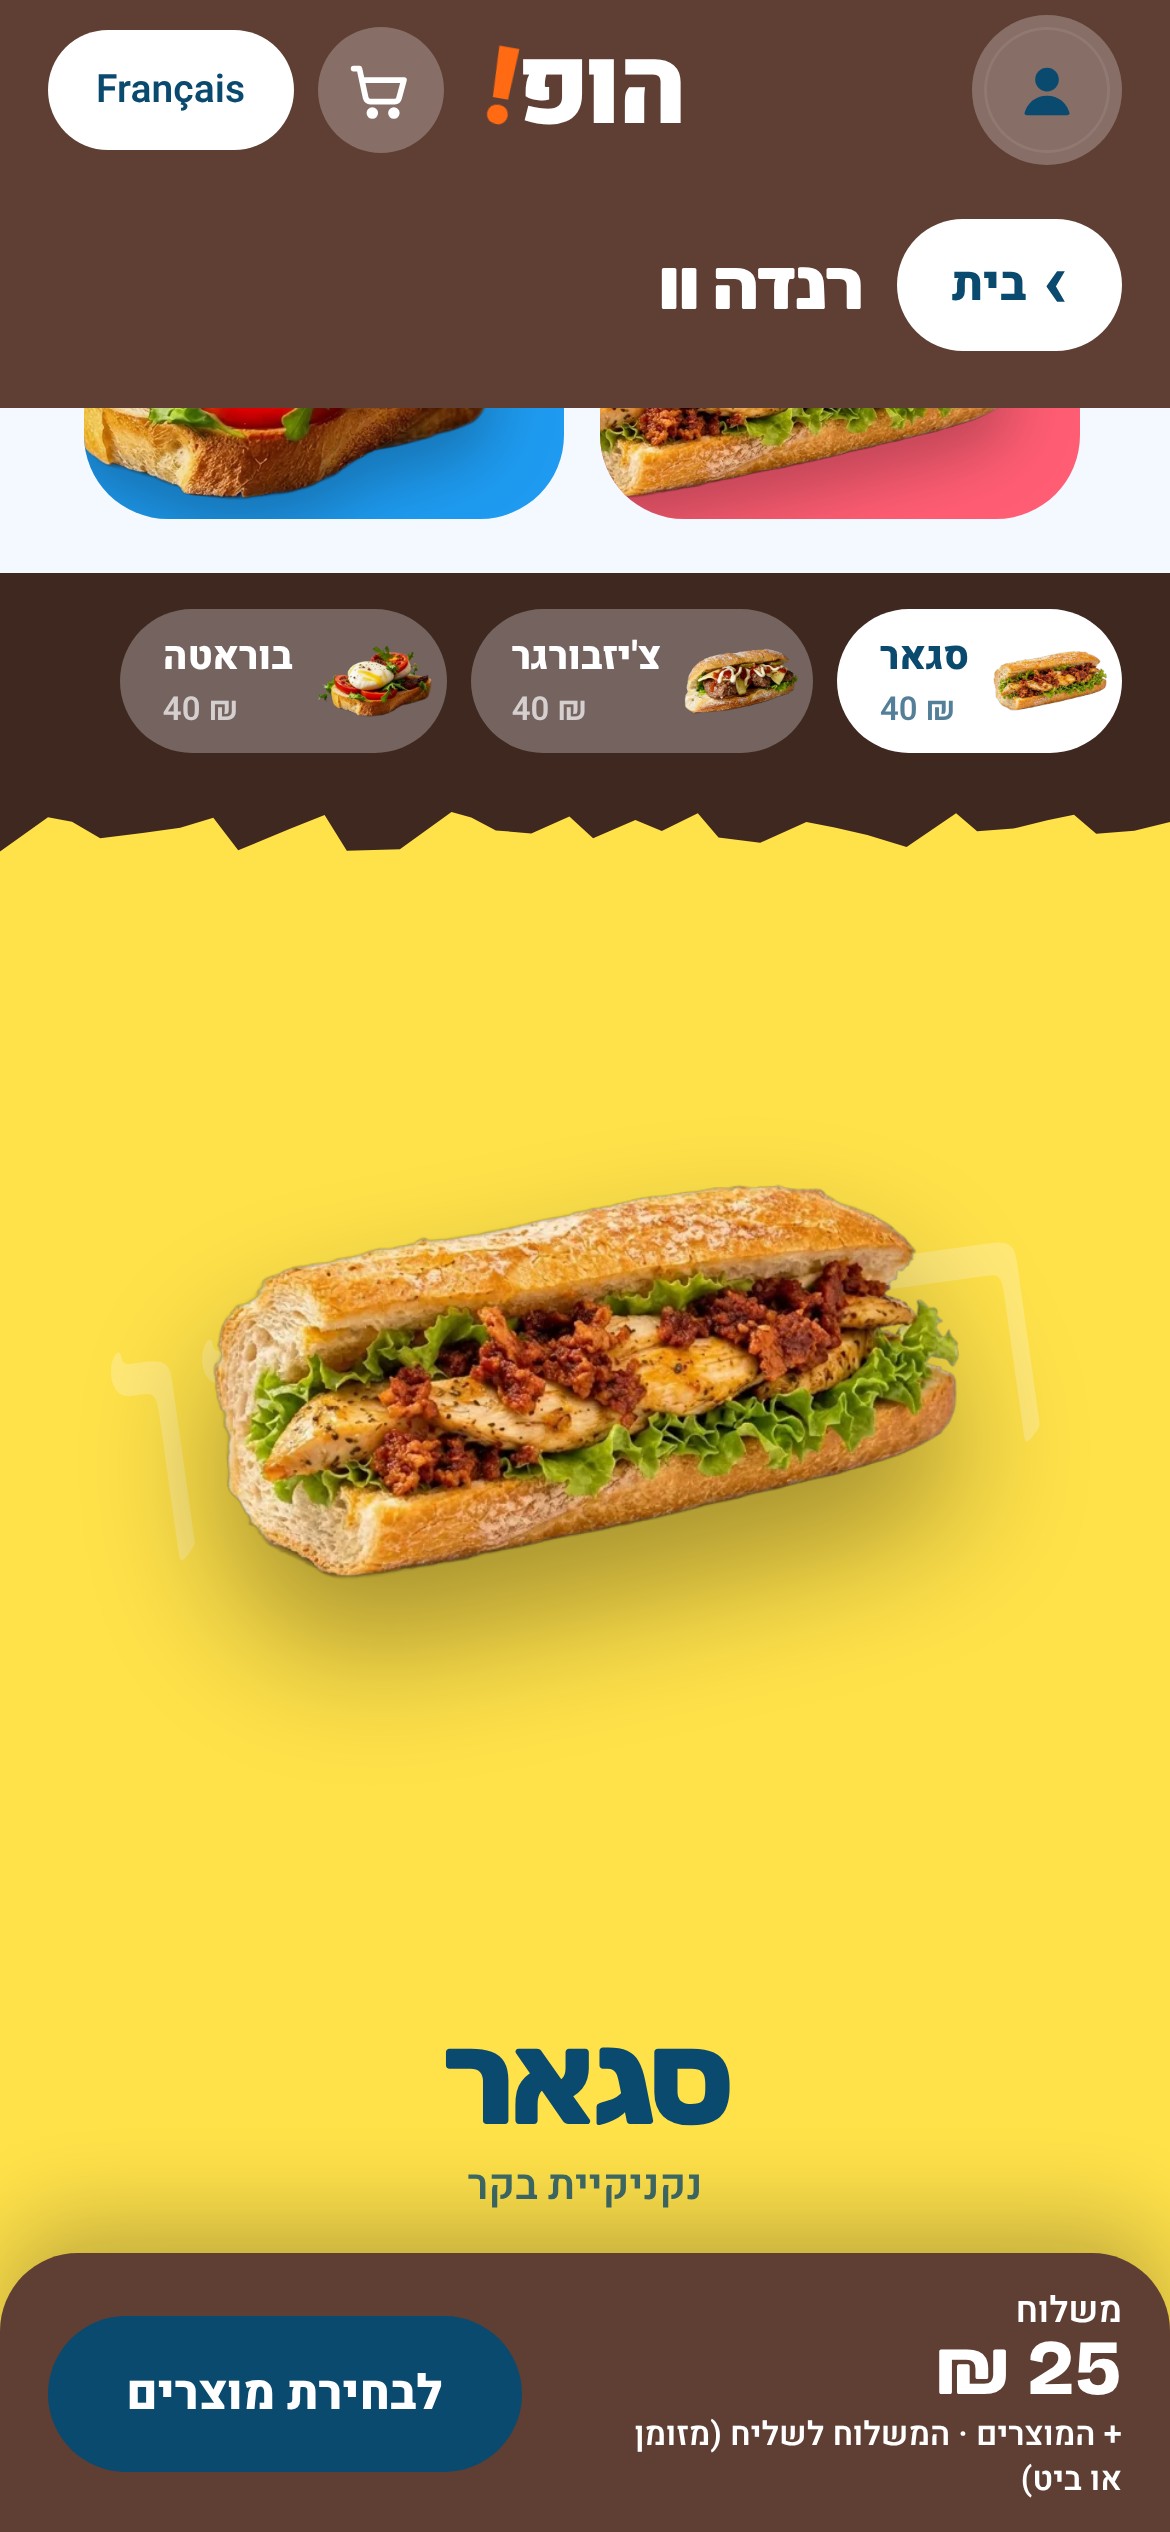 הופ!
Français
‹ בית
רנדה II
סגאר
40 ₪
צ'יזבורגר
40 ₪
בוראטה
40 ₪
סגאר
נקניקיית בקר
משלוח
25 ₪
+ המוצרים · המשלוח לשליח (מזומן
או ביט)
לבחירת מוצרים